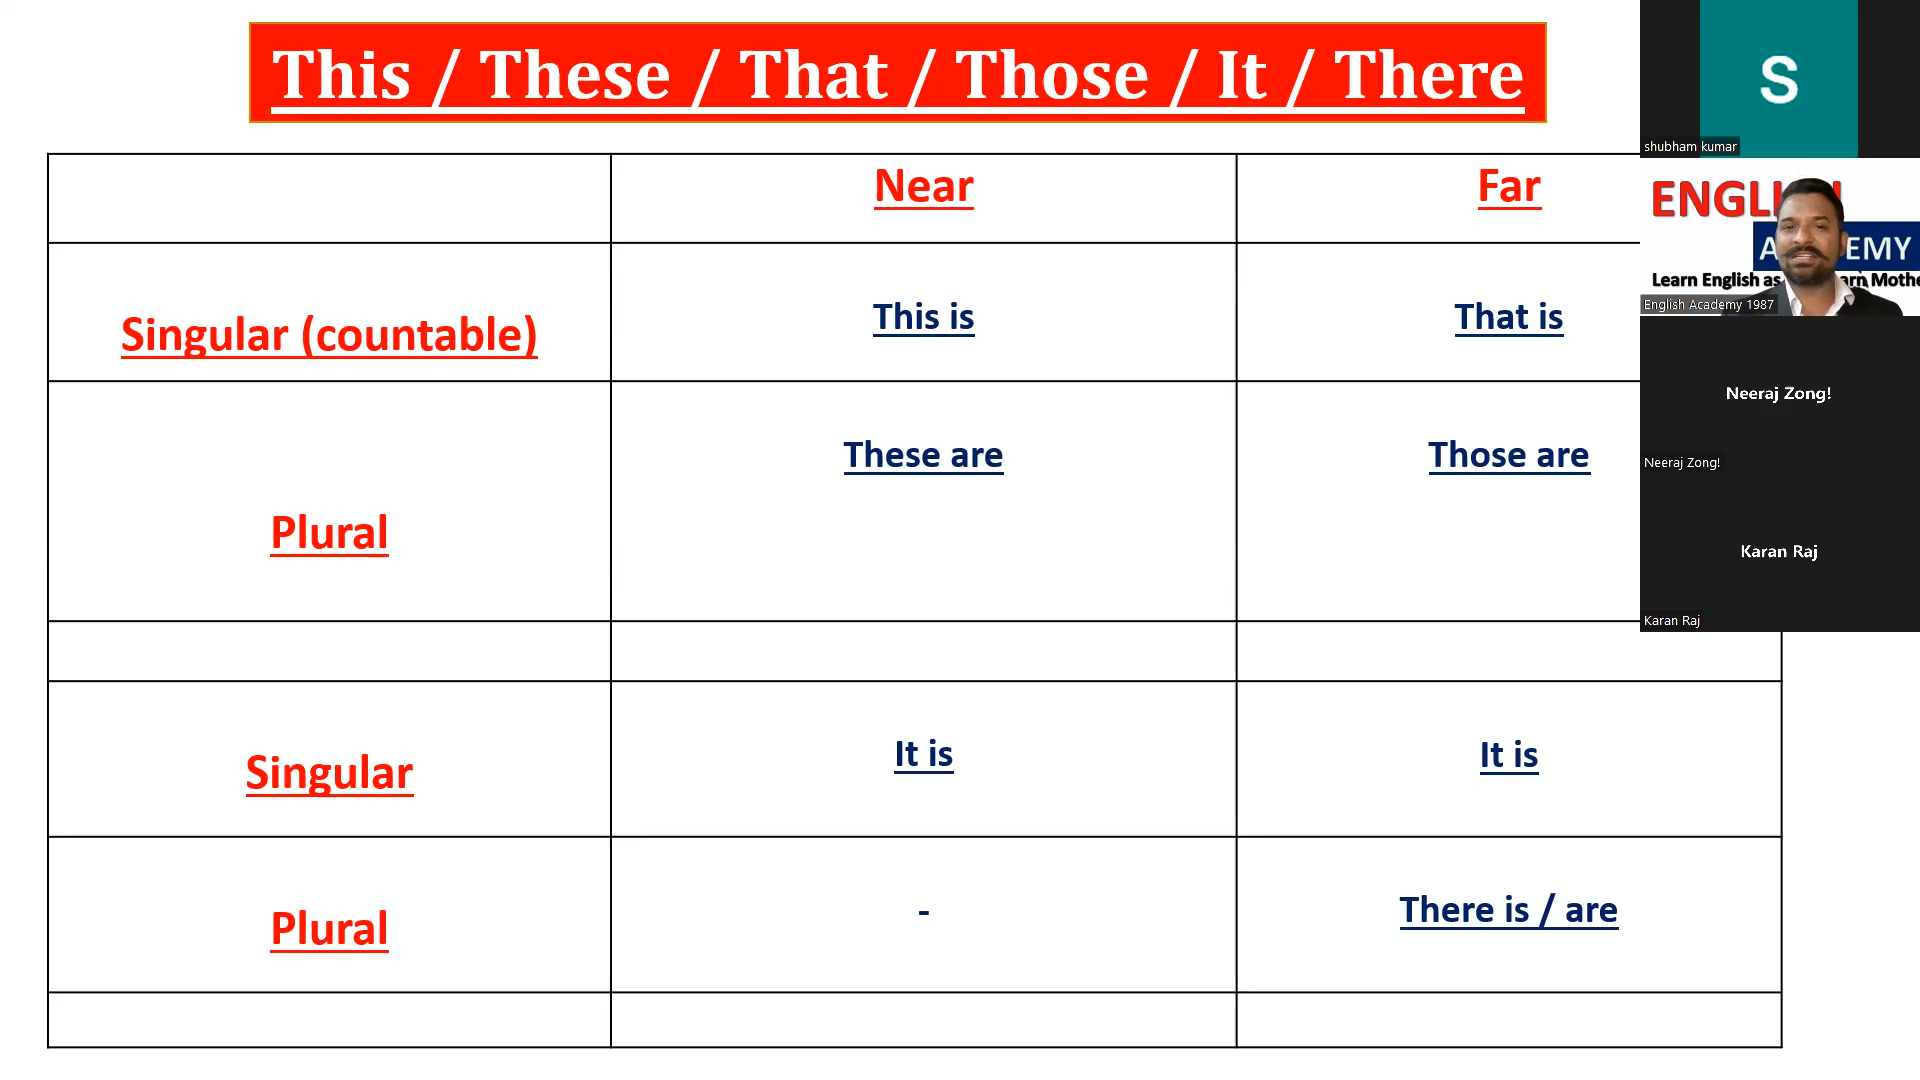 This / These / That / Those / It / There
Near
Far
Singular (countable)
This is
That is
Plural
These are
Those are
Singular
It is
It is
Plural
-
There is / are
S
shubham kumar
EMY
Learn English as
English Academy 1987
Neeraj Zong!
Neeraj Zong!
Karan Raj
Karan Raj